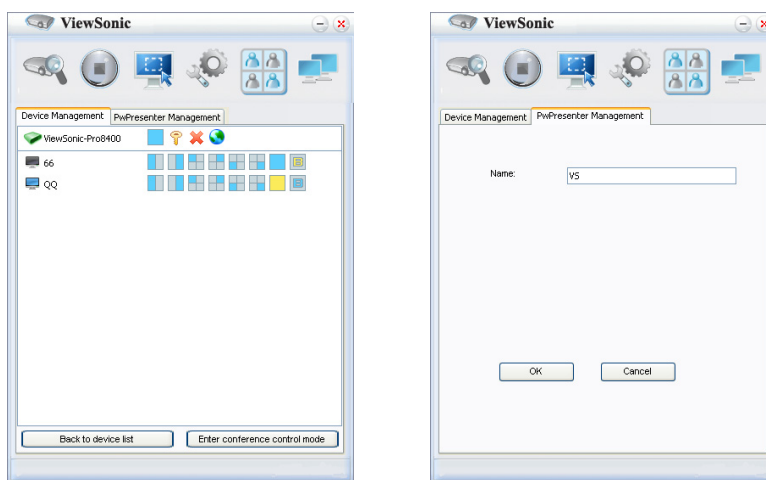 ViewSonic
Device Management PwPresenter Management
ViewSonic-Pro8400
66
QQ
Back to device list Enter conference control mode
ViewSonic
Device Management PwPresenter Management
Name: VS
OK Cancel